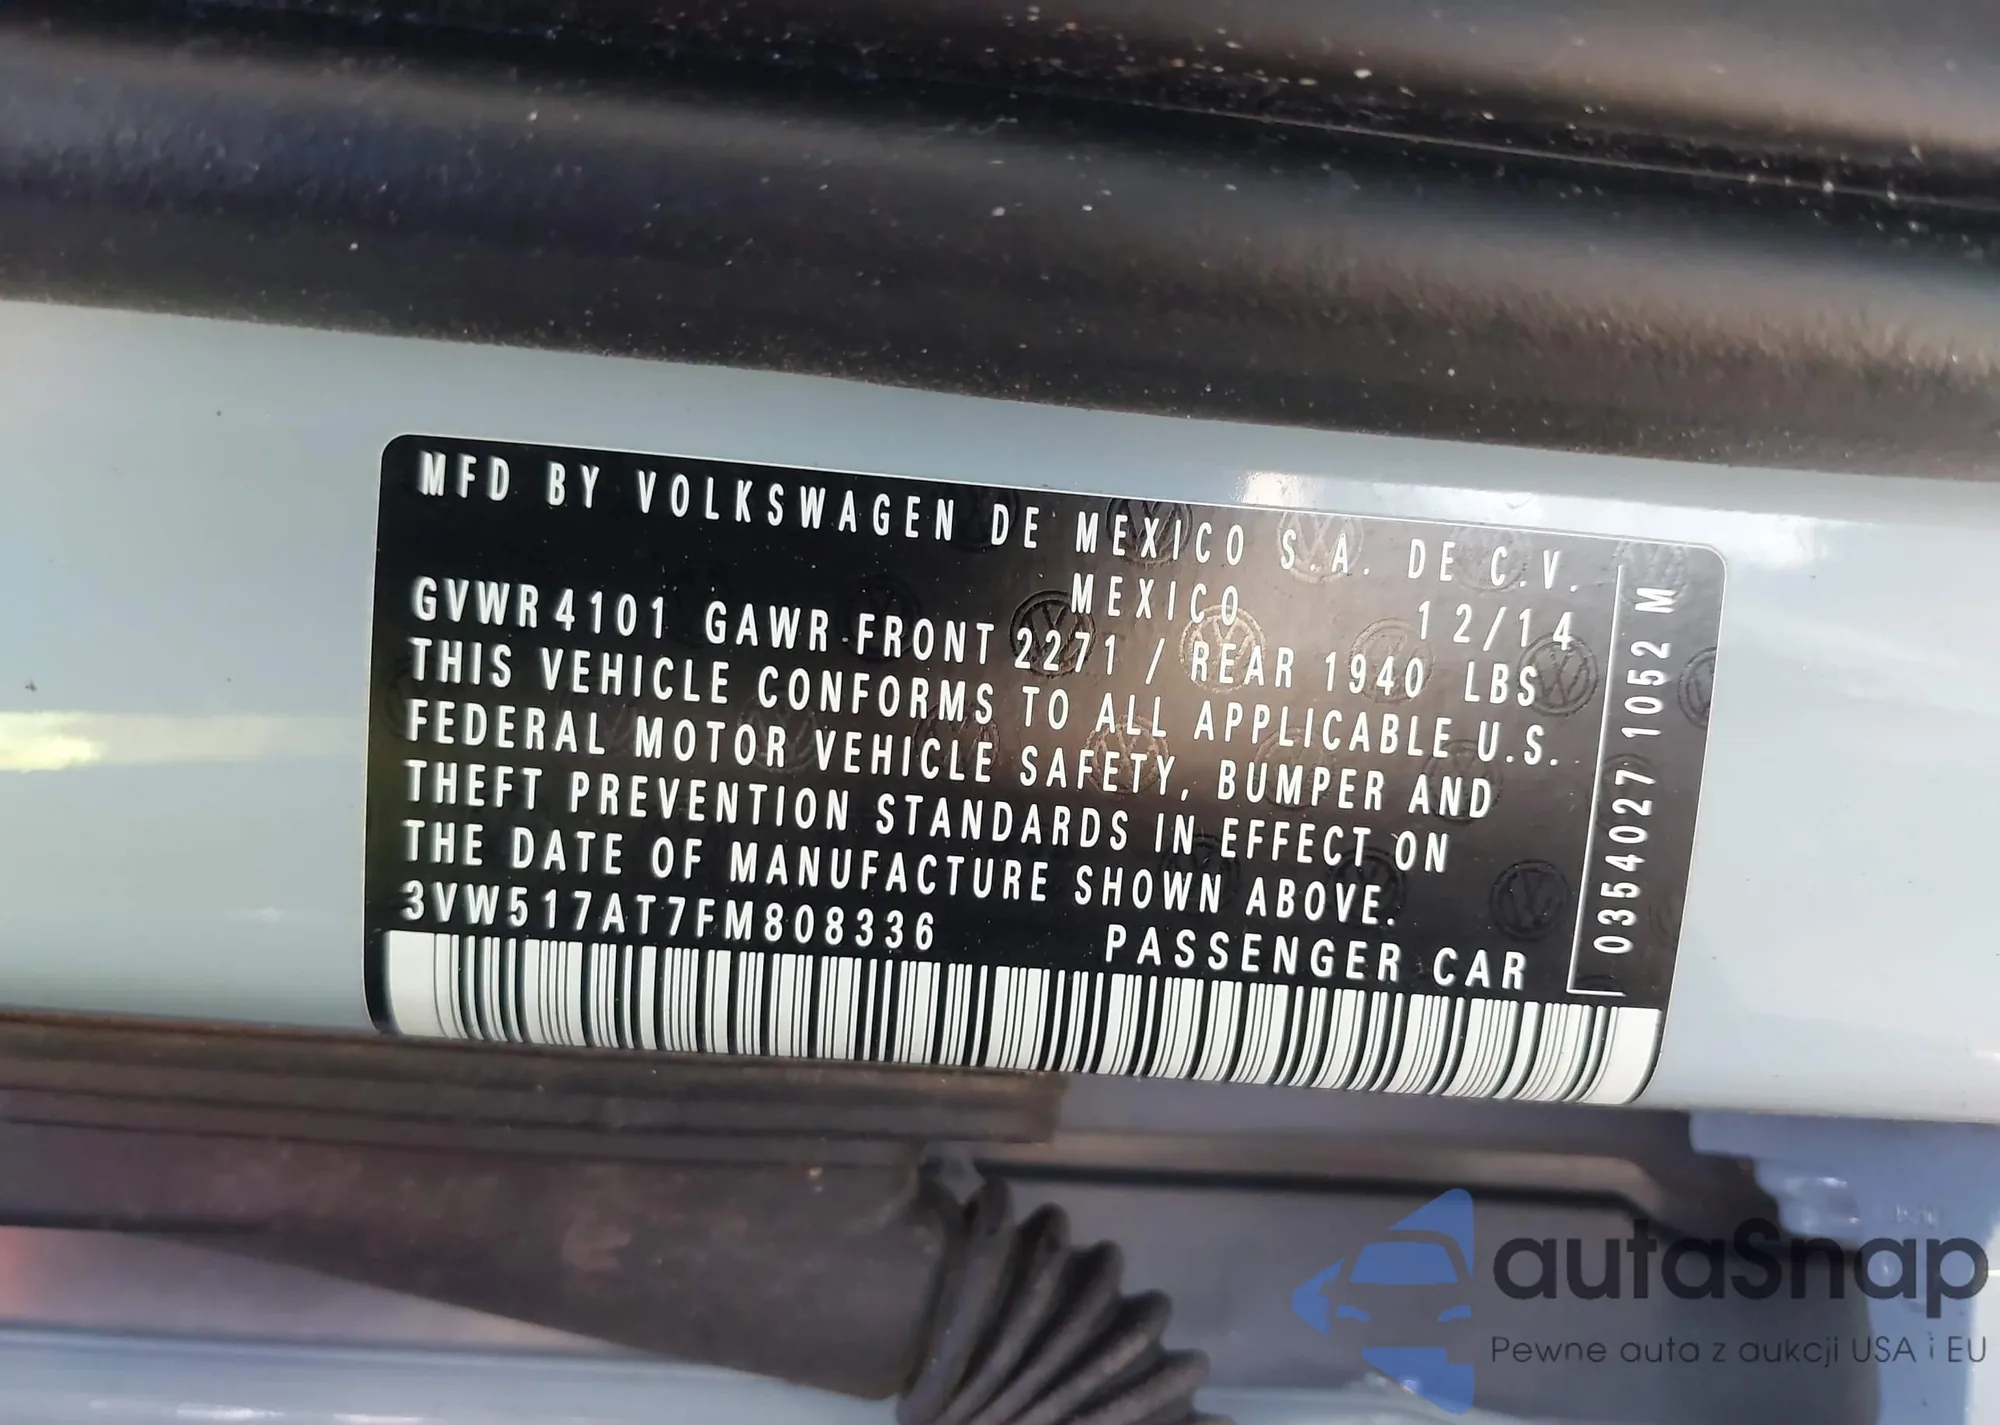 MFD BY VOLKSWAGEN DE MEXICO S.A. DE C.V.
MEXICO 12/14
GVWR 4101 GAWR FRONT 2271 / REAR 1940 LBS
THIS VEHICLE CONFORMS TO ALL APPLICABLE U.S.
FEDERAL MOTOR VEHICLE SAFETY, BUMPER AND
THEFT PREVENTION STANDARDS IN EFFECT ON
THE DATE OF MANUFACTURE SHOWN ABOVE.
3VW517AT7FM808336 PASSENGER CAR
0354027 1052 M
autaSnap
Pewne auta z aukcji USA i EU